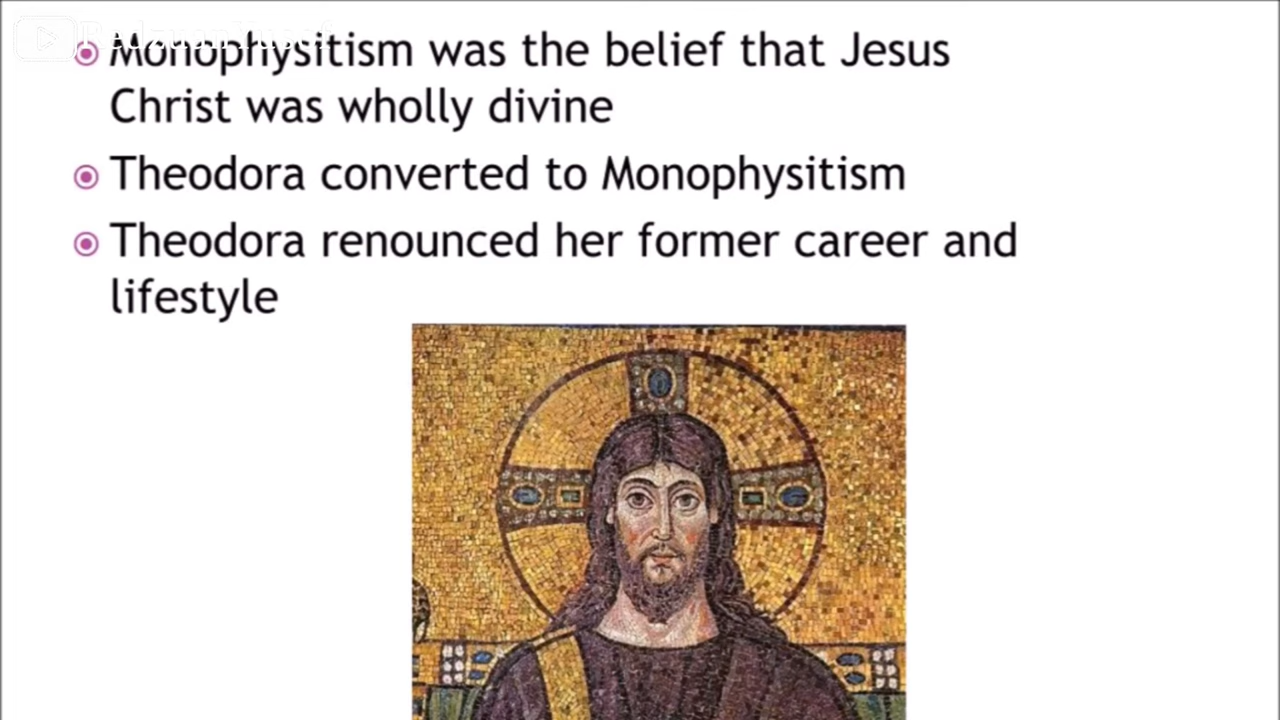 Monophysitism was the belief that Jesus
Christ was wholly divine
Theodora converted to Monophysitism
Theodora renounced her former career and
lifestyle